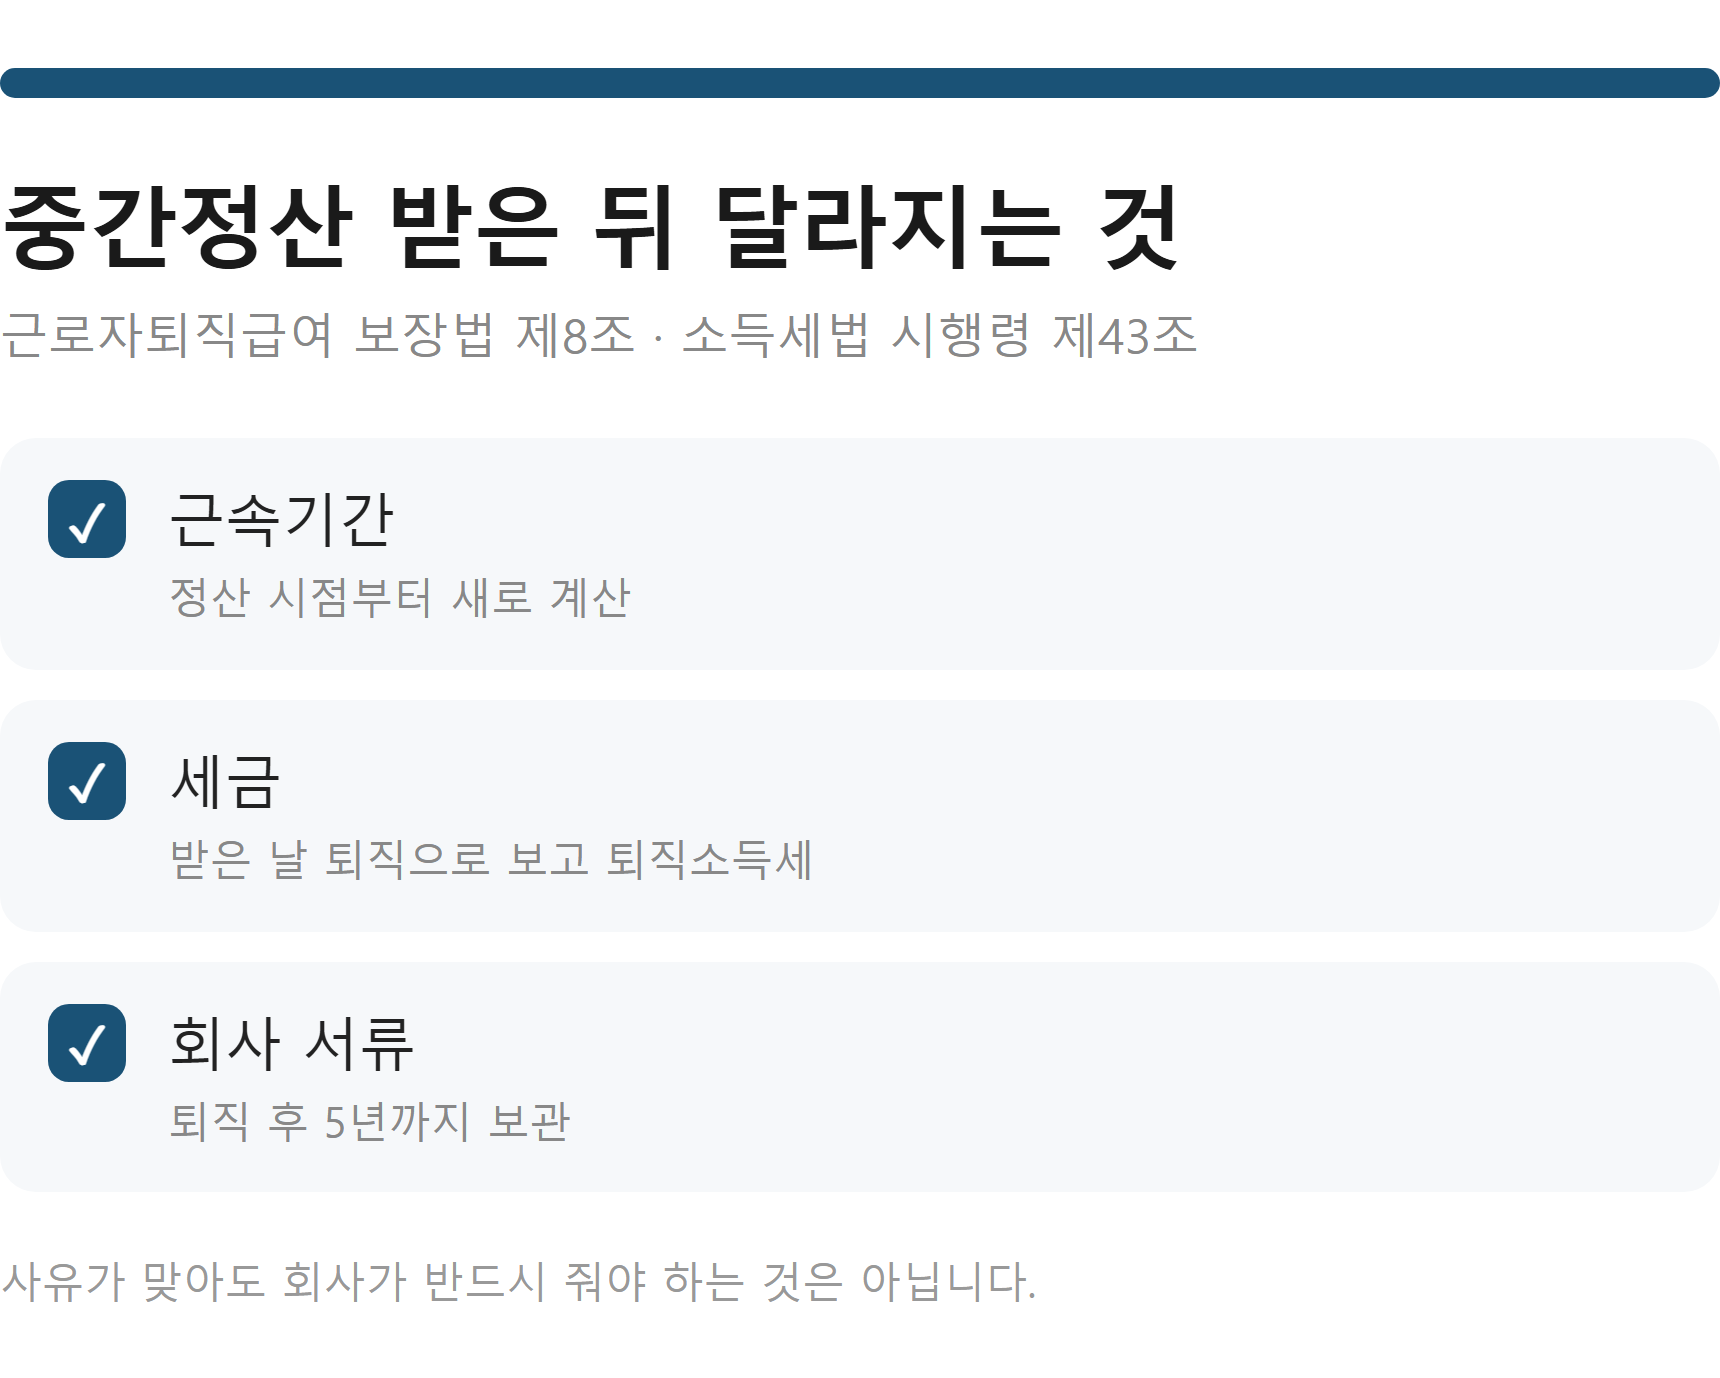 중간정산 받은 뒤 달라지는 것
근로자퇴직급여 보장법 제8조 · 소득세법 시행령 제43조
근속기간
정산 시점부터 새로 계산
세금
받은 날 퇴직으로 보고 퇴직소득세
회사 서류
퇴직 후 5년까지 보관
사유가 맞아도 회사가 반드시 줘야 하는 것은 아닙니다.